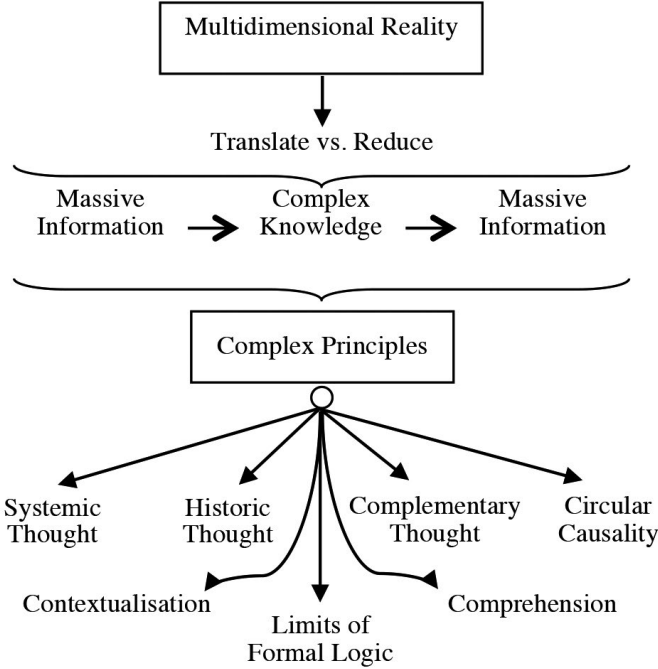 Multidimensional Reality
Translate vs. Reduce
Massive
Information
Complex
Knowledge
Massive
Information
Complex Principles
Systemic
Thought
Historic
Thought
Complementary
Thought
Circular
Causality
Contextualisation
Limits of
Formal Logic
Comprehension